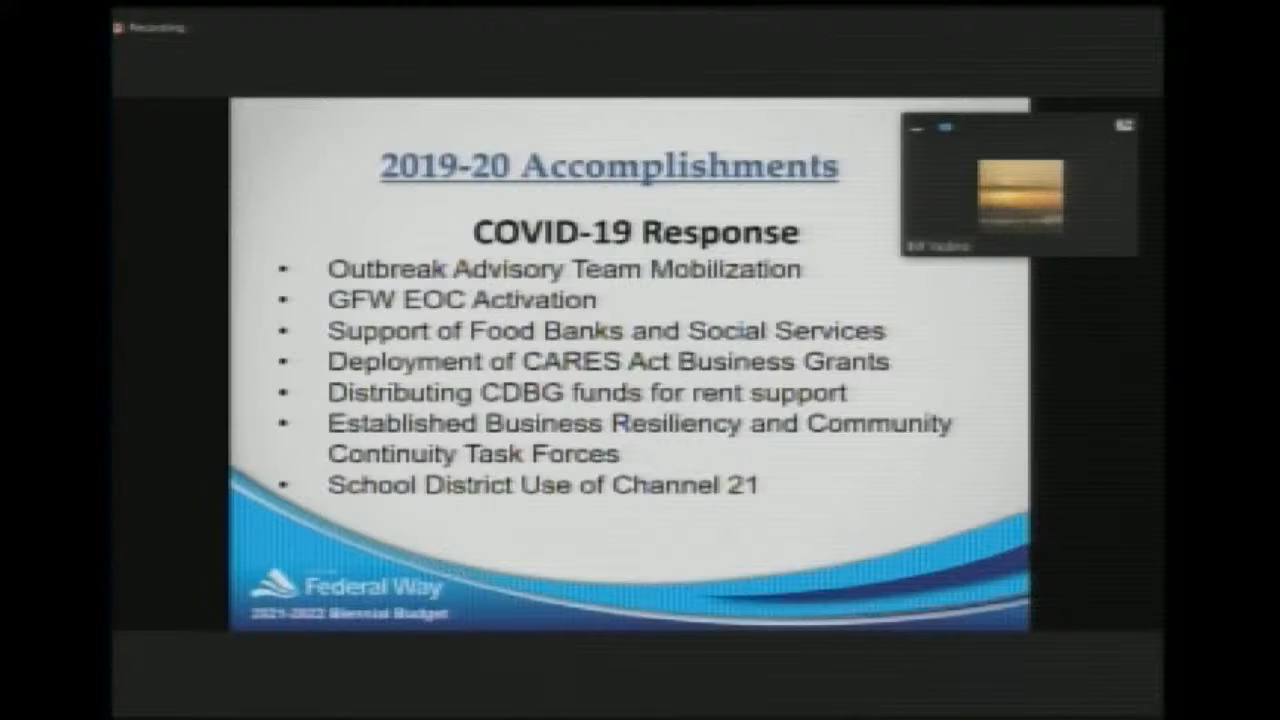 Recording
2019-20 Accomplishments
COVID-19 Response
• Outbreak Advisory Team Mobilization
• GFW EOC Activation
• Support of Food Banks and Social Services
• Deployment of CARES Act Business Grants
• Distributing CDBG funds for rent support
• Established Business Resiliency and Community
Continuity Task Forces
• School District Use of Channel 21
Federal Way
2021-2022 Biennial Budget